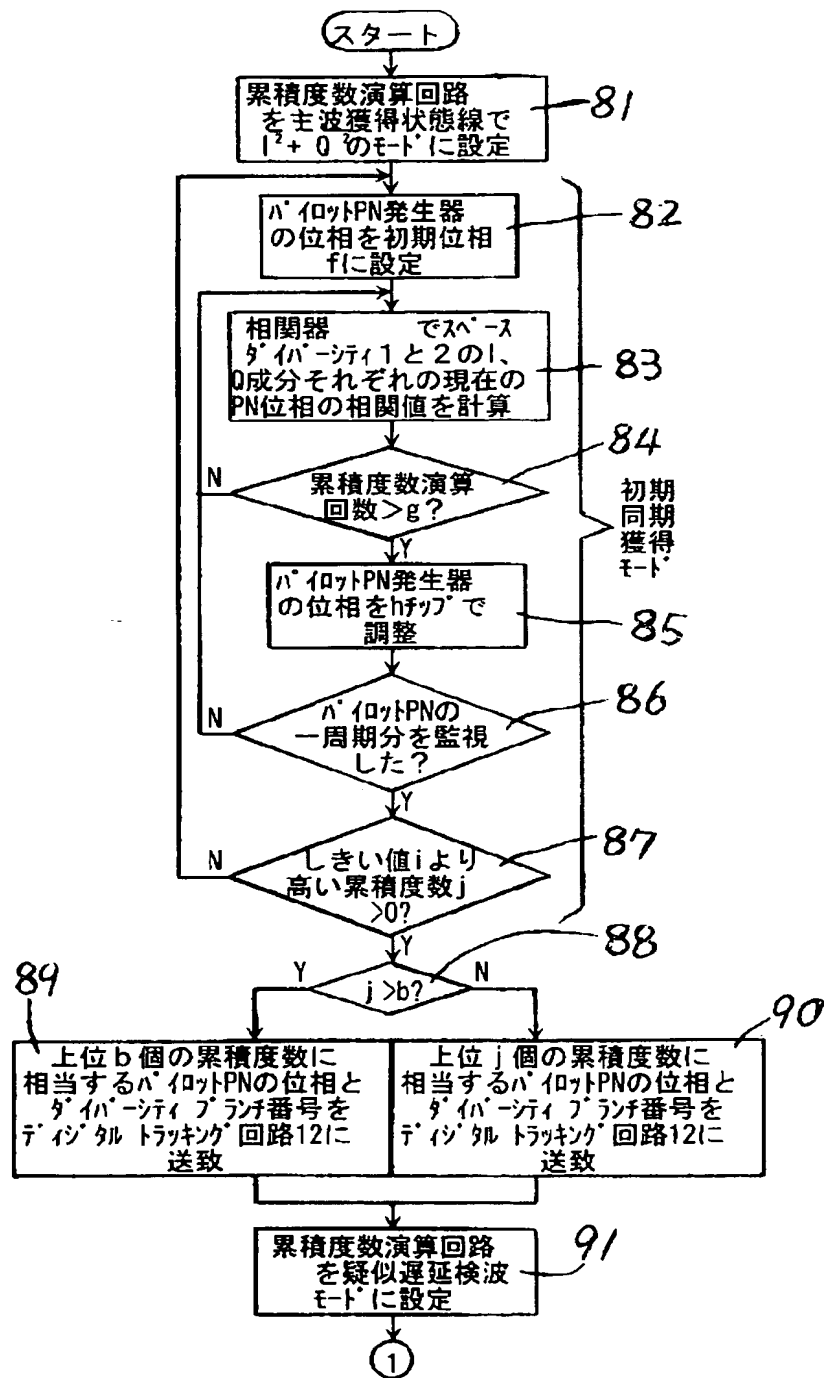 スタート
累積度数演算回路
を主波獲得状態線で
I²+ Q²のモードに設定
81
パイロットPN発生器
の位相を初期位相
fに設定
82
相関器 でスペース
ダイバーシティ1と2のI、
Q成分それぞれの現在の
PN位相の相関値を計算
83
84
N
累積度数演算
回数>g?
Y
初期
同期
獲得
モード
パイロットPN発生器
の位相をhチップで
調整
85
86
N
パイロットPNの
一周期分を監視
した?
Y
87
N
しきい値iより
高い累積度数j
>0?
Y
88
Y
j>b?
N
89
上位b個の累積度数に
相当するパイロットPNの位相と
ダイバーシティ ブランチ番号を
ディジタル トラッキング回路12に
送致
90
上位j個の累積度数に
相当するパイロットPNの位相と
ダイバーシティ ブランチ番号を
ディジタル トラッキング回路12に
送致
累積度数演算回路
を疑似遅延検波
モードに設定
91
1